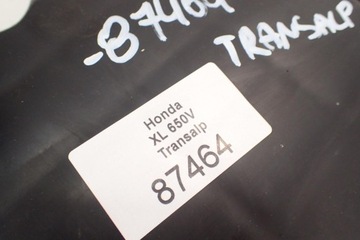 -87464
TRANSALP
Honda
XL 650V
Transalp
87464